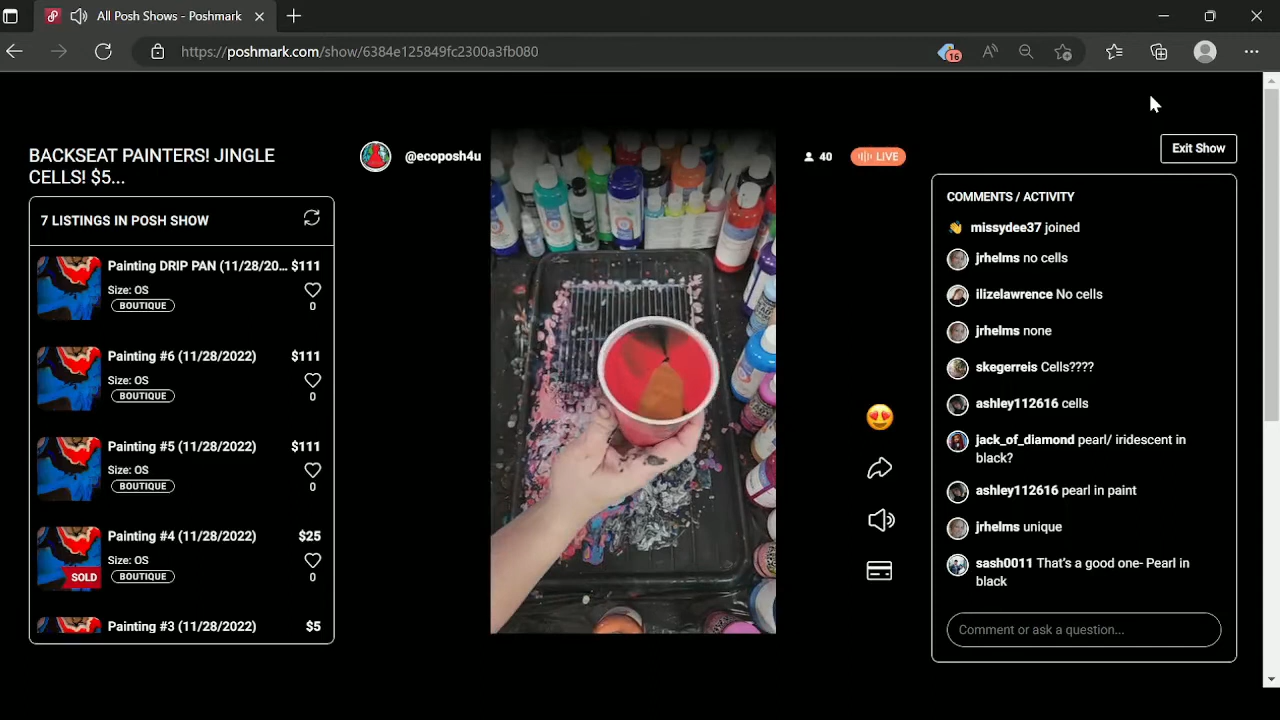 All Posh Shows - Poshmark
https://poshmark.com/show/6384e125849fc2300a3fb080
16
BACKSEAT PAINTERS! JINGLE
CELLS! $5...
@ecoposh4u
40
LIVE
Exit Show
7 LISTINGS IN POSH SHOW
Painting DRIP PAN (11/28/20... $111
Size: OS
BOUTIQUE
0
Painting #6 (11/28/2022) $111
Size: OS
BOUTIQUE
0
Painting #5 (11/28/2022) $111
Size: OS
BOUTIQUE
0
Painting #4 (11/28/2022) $25
Size: OS
BOUTIQUE
0
SOLD
Painting #3 (11/28/2022) $5
COMMENTS / ACTIVITY
missydee37 joined
jrhelms no cells
ilizelawrence No cells
jrhelms none
skegerreis Cells????
ashley112616 cells
jack_of_diamond pearl/ iridescent in
black?
ashley112616 pearl in paint
jrhelms unique
sash0011 That's a good one- Pearl in
black
Comment or ask a question...